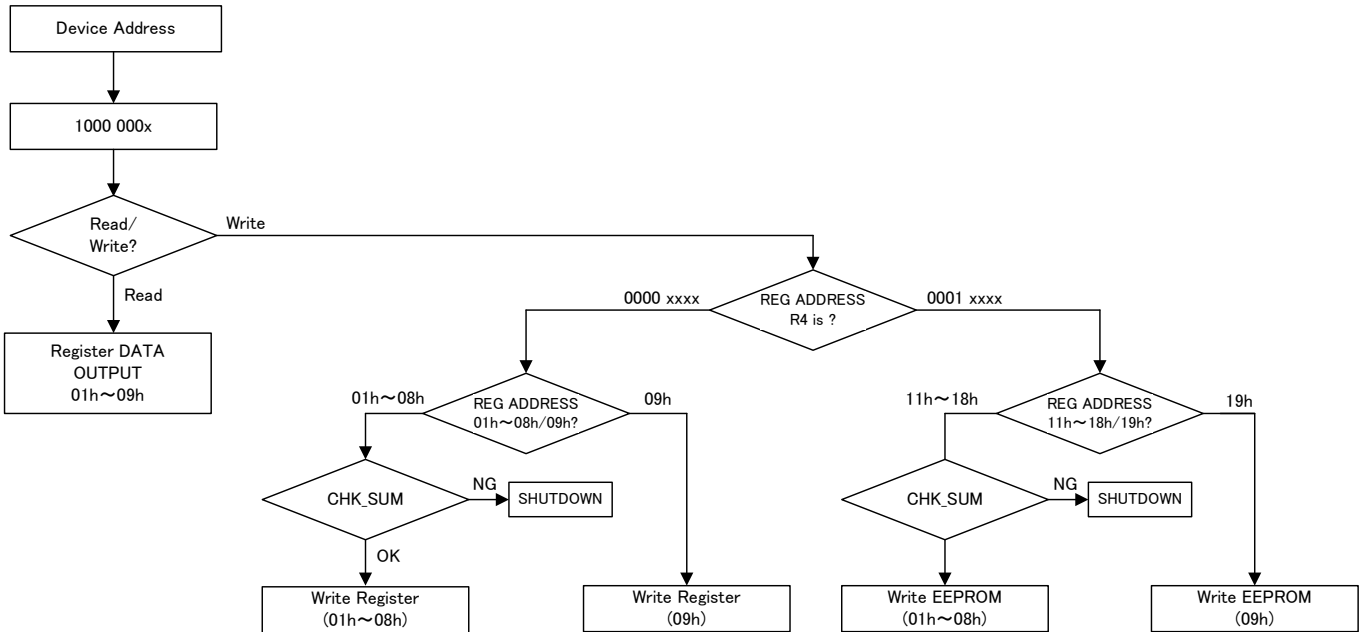 Device Address
1000 000x
Read/
Write?
Write
Read
Register DATA
OUTPUT
01h～09h
0000 xxxx
REG ADDRESS
R4 is ?
0001 xxxx
01h～08h
REG ADDRESS
01h～08h/09h?
09h
11h～18h
REG ADDRESS
11h～18h/19h?
19h
CHK_SUM
NG
SHUTDOWN
CHK_SUM
NG
SHUTDOWN
OK
Write Register
(01h～08h)
Write Register
(09h)
Write EEPROM
(01h～08h)
Write EEPROM
(09h)